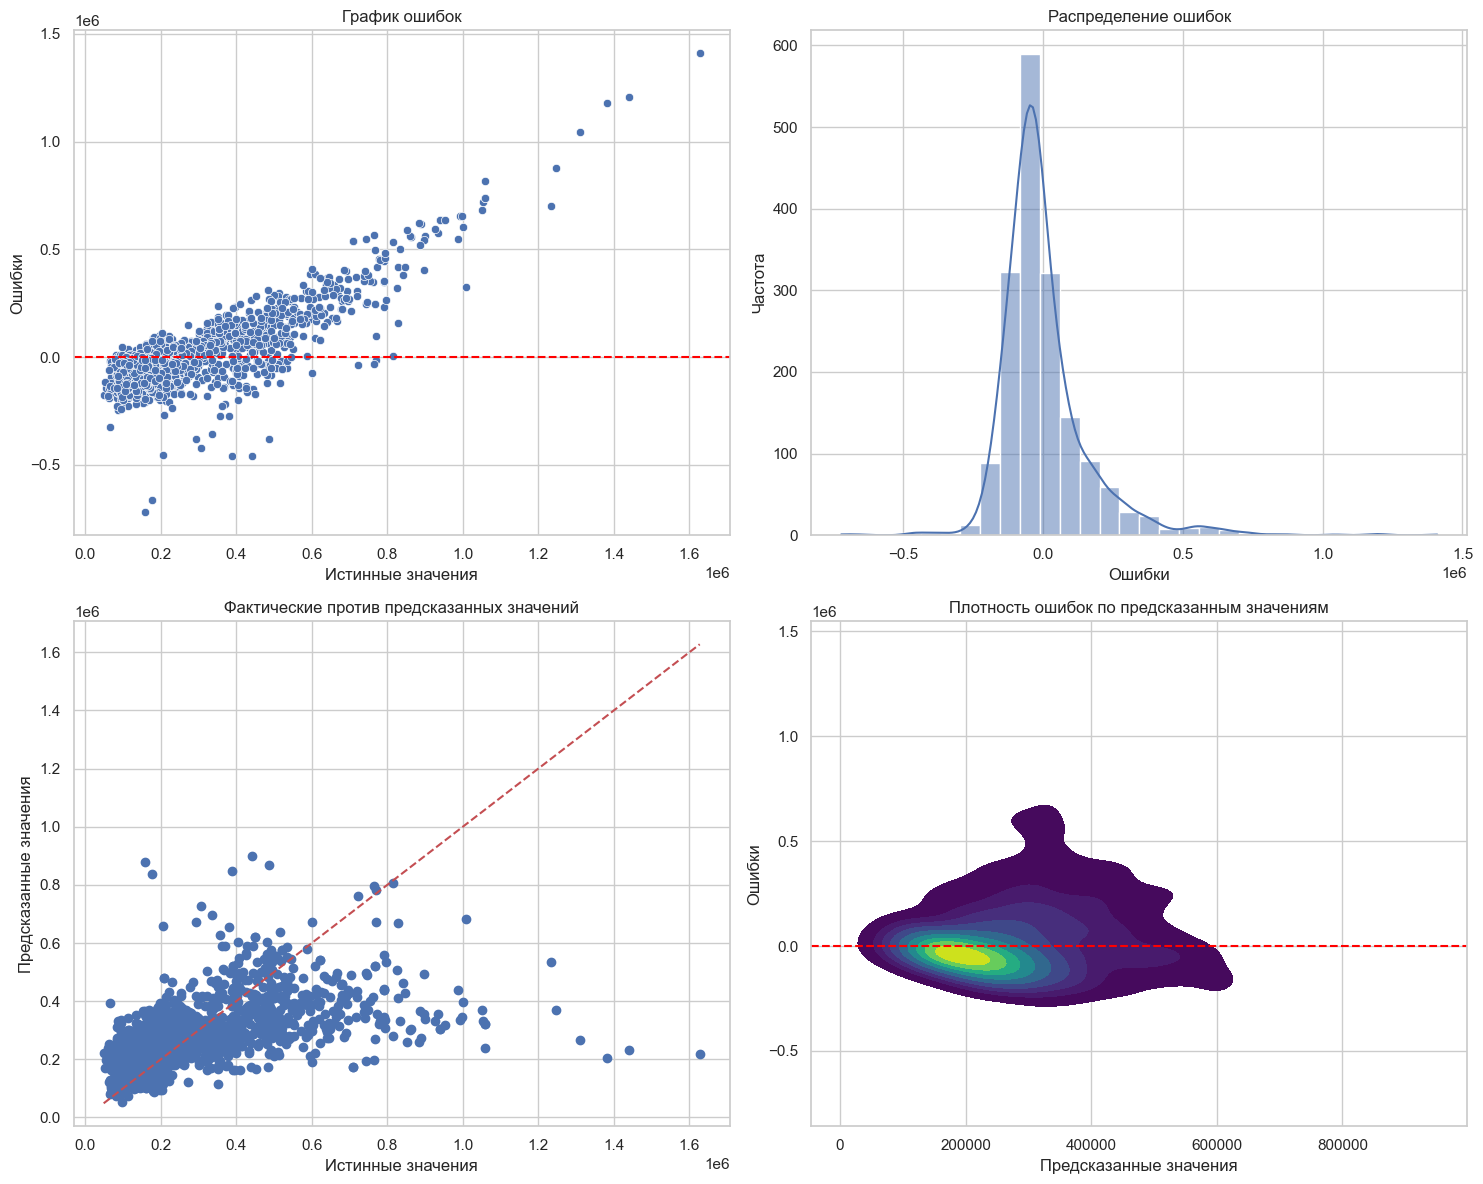 График ошибок
1e6
1.5
1.0
0.5
0.0
−0.5
Ошибки
0.0 0.2 0.4 0.6 0.8 1.0 1.2 1.4 1.6
Истинные значения
1e6
Распределение ошибок
600
500
400
300
200
100
0
Частота
−0.5 0.0 0.5 1.0 1.5
Ошибки
1e6
Фактические против предсказанных значений
1e6
1.6
1.4
1.2
1.0
0.8
0.6
0.4
0.2
0.0
Предсказанные значения
0.0 0.2 0.4 0.6 0.8 1.0 1.2 1.4 1.6
Истинные значения
1e6
Плотность ошибок по предсказанным значениям
1e6
1.5
1.0
0.5
0.0
−0.5
Ошибки
0 200000 400000 600000 800000
Предсказанные значения